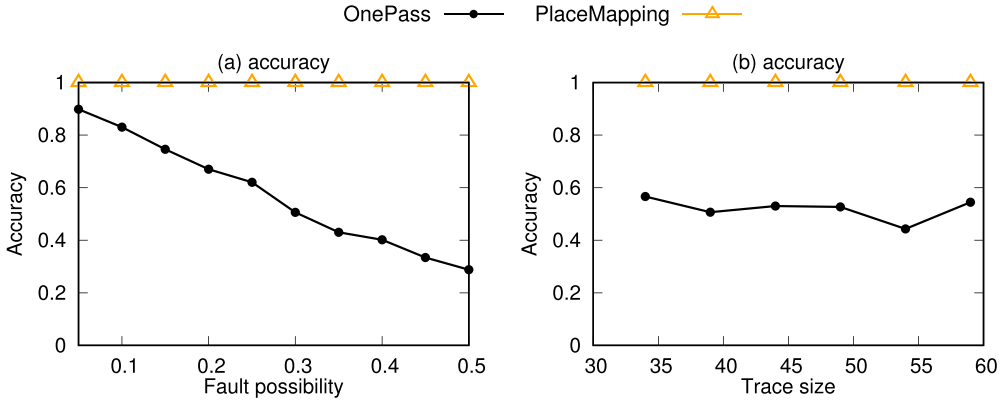 OnePass PlaceMapping
(a) accuracy
1
0.8
0.6
0.4
0.2
0
Accuracy
0.1 0.2 0.3 0.4 0.5
Fault possibility
(b) accuracy
1
0.8
0.6
0.4
0.2
0
Accuracy
30 35 40 45 50 55 60
Trace size